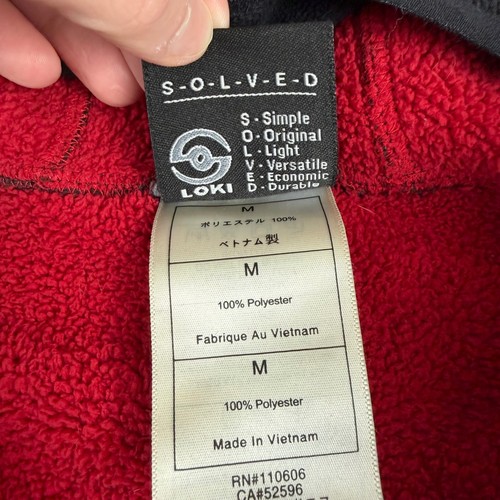 S-O-L-V-E-D
S - Simple
O - Original
L - Light
V - Versatile
E - Economic
D - Durable
LOKI
M
ポリエステル 100%
ベトナム製
M
100% Polyester
Fabrique Au Vietnam
M
100% Polyester
Made In Vietnam
RN#110606
CA#52596